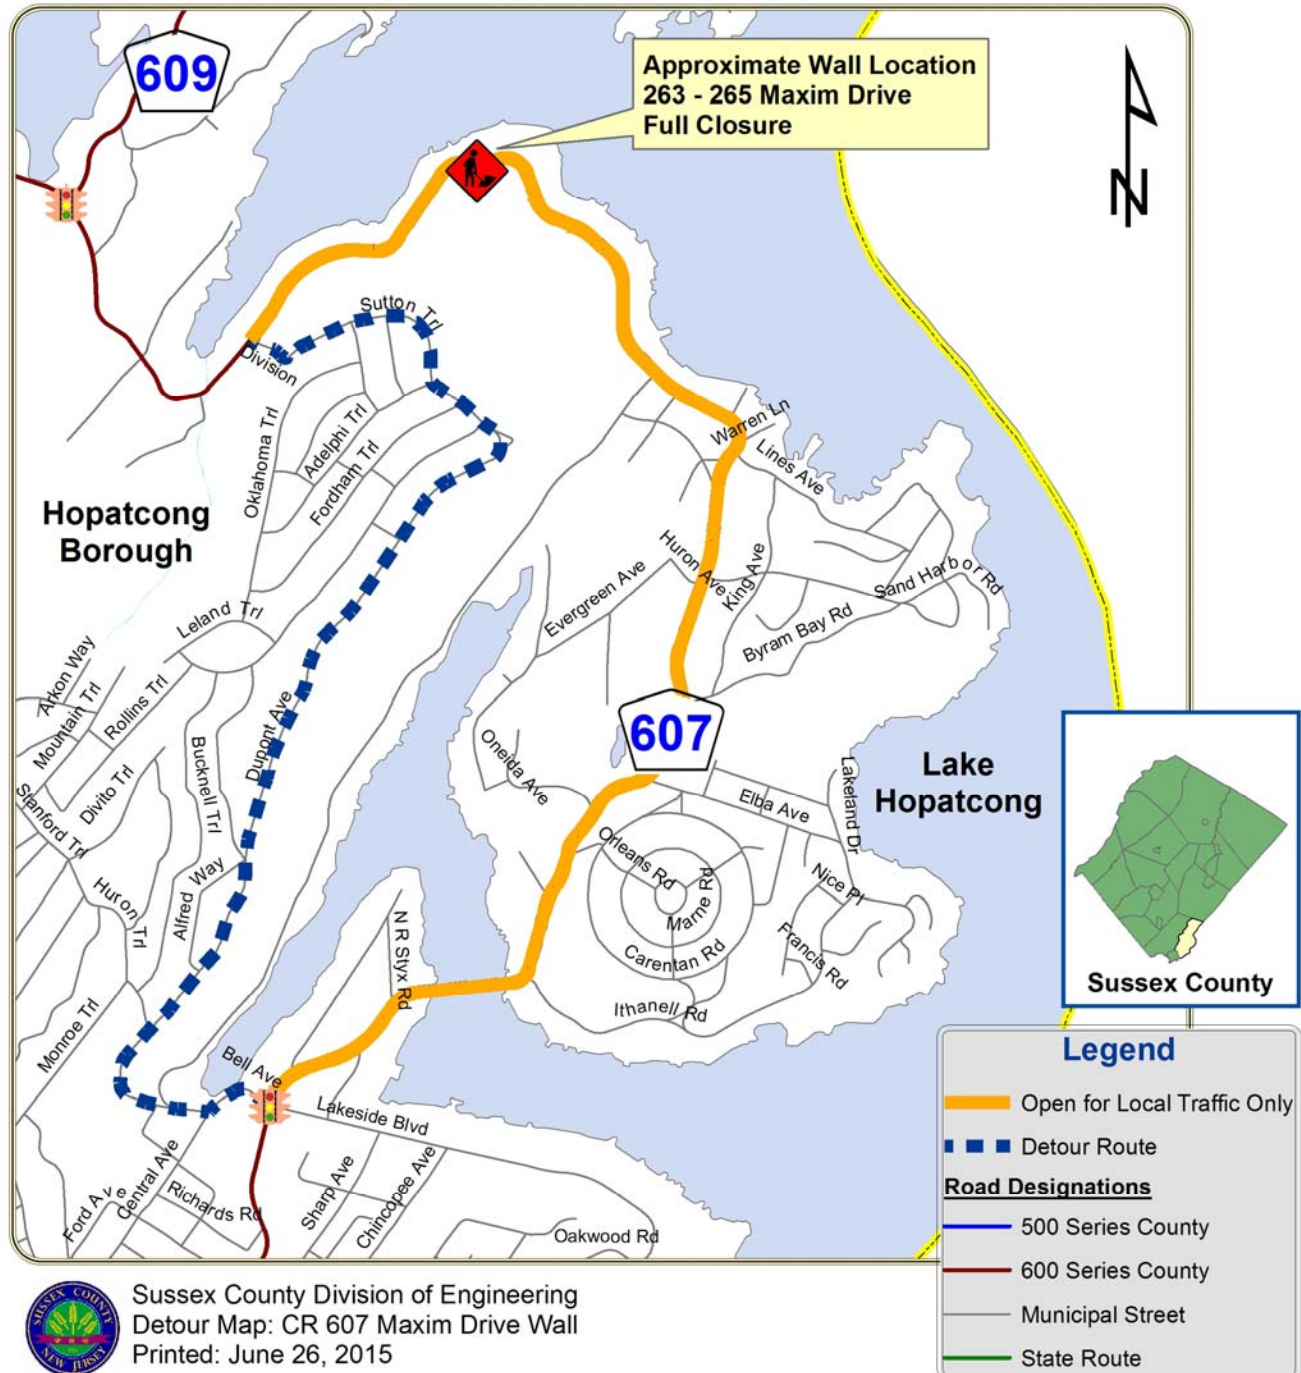 609
Approximate Wall Location
263 - 265 Maxim Drive
Full Closure
N
Sutton Trl
Division
Oklahoma Trl
Adelphi Trl
Fordham Trl
Warren Ln
Lines Ave
Hopatcong
Borough
Huron Ave
King Ave
Evergreen Ave
Sand Harbor Rd
Byram Bay Rd
Leland Trl
Arkon Way
Mountain Trl
Rollins Trl
Dupont Ave
Bucknell Trl
Divito Trl
Stanford Trl
607
Oneida Ave
Lake
Hopatcong
Lakeland Dr
Elba Ave
Orleans Rd
Marne Rd
Nice Pl
Carentan Rd
Francis Rd
Ithanell Rd
Huron Trl
Alfred Way
N R Styx Rd
Monroe Trl
Bell Ave
Lakeside Blvd
Central Ave
Ford Ave
Richards Rd
Sharp Ave
Chincopee Ave
Oakwood Rd
Sussex County
Legend
Open for Local Traffic Only
Detour Route
Road Designations
500 Series County
600 Series County
Municipal Street
State Route
SUSSEX COUNTY
NEW JERSEY
Sussex County Division of Engineering
Detour Map: CR 607 Maxim Drive Wall
Printed: June 26, 2015